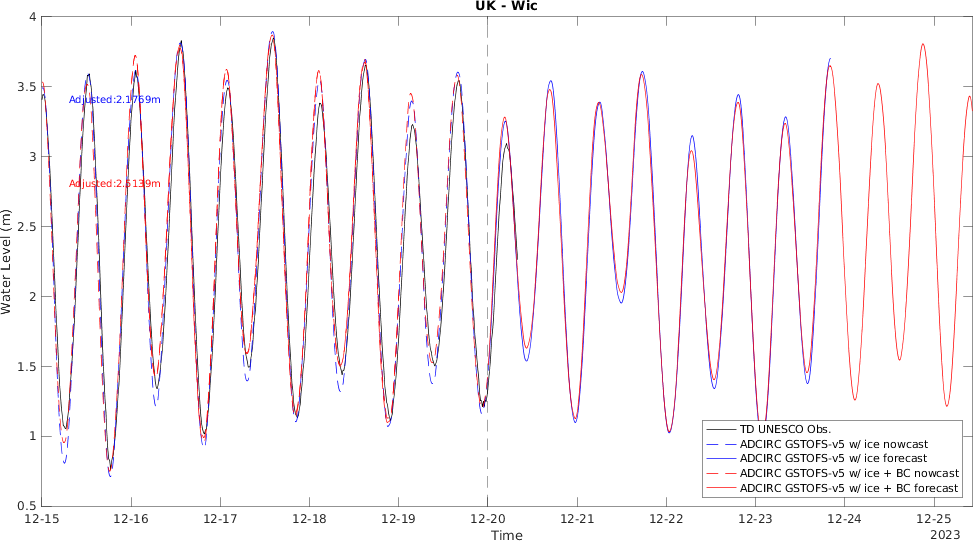 UK - Wic
4
3.5
3
2.5
2
1.5
1
0.5
Water Level (m)
Adjusted:2.1769m
Adjusted:2.6139m
TD UNESCO Obs.
ADCIRC GSTOFS-v5 w/ ice nowcast
ADCIRC GSTOFS-v5 w/ ice forecast
ADCIRC GSTOFS-v5 w/ ice + BC nowcast
ADCIRC GSTOFS-v5 w/ ice + BC forecast
12-15 12-16 12-17 12-18 12-19 12-20 12-21 12-22 12-23 12-24 12-25
2023
Time